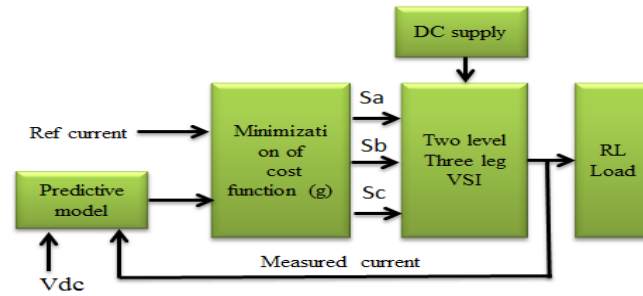 DC supply
Ref current
Minimizati
on of
cost
function (g)
Sa
Sb
Sc
Two level
Three leg
VSI
RL
Load
Predictive
model
Vdc
Measured current